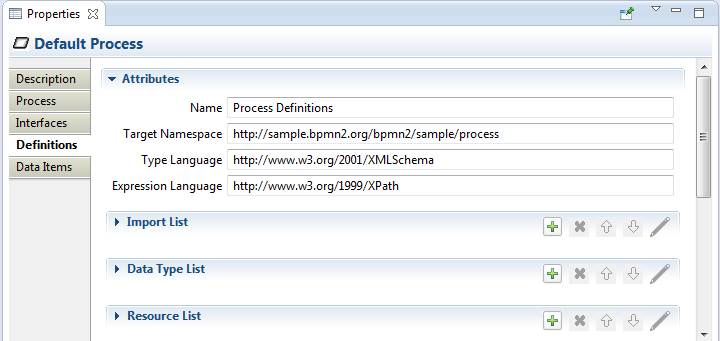 Properties
Default Process
Description
Process
Interfaces
Definitions
Data Items
Attributes
Name Process Definitions
Target Namespace http://sample.bpmn2.org/bpmn2/sample/process
Type Language http://www.w3.org/2001/XMLSchema
Expression Language http://www.w3.org/1999/XPath
Import List
Data Type List
Resource List